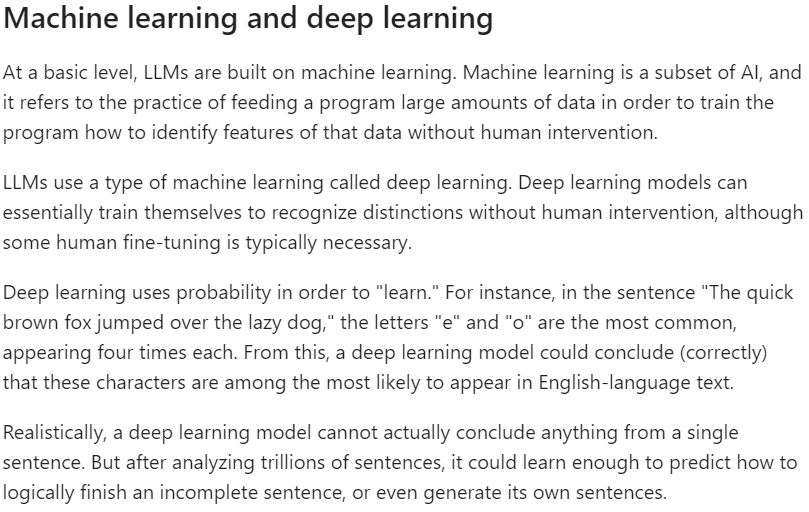 Machine learning and deep learning
At a basic level, LLMs are built on machine learning. Machine learning is a subset of AI, and
it refers to the practice of feeding a program large amounts of data in order to train the
program how to identify features of that data without human intervention.
LLMs use a type of machine learning called deep learning. Deep learning models can
essentially train themselves to recognize distinctions without human intervention, although
some human fine-tuning is typically necessary.
Deep learning uses probability in order to "learn." For instance, in the sentence "The quick
brown fox jumped over the lazy dog," the letters "e" and "o" are the most common,
appearing four times each. From this, a deep learning model could conclude (correctly)
that these characters are among the most likely to appear in English-language text.
Realistically, a deep learning model cannot actually conclude anything from a single
sentence. But after analyzing trillions of sentences, it could learn enough to predict how to
logically finish an incomplete sentence, or even generate its own sentences.